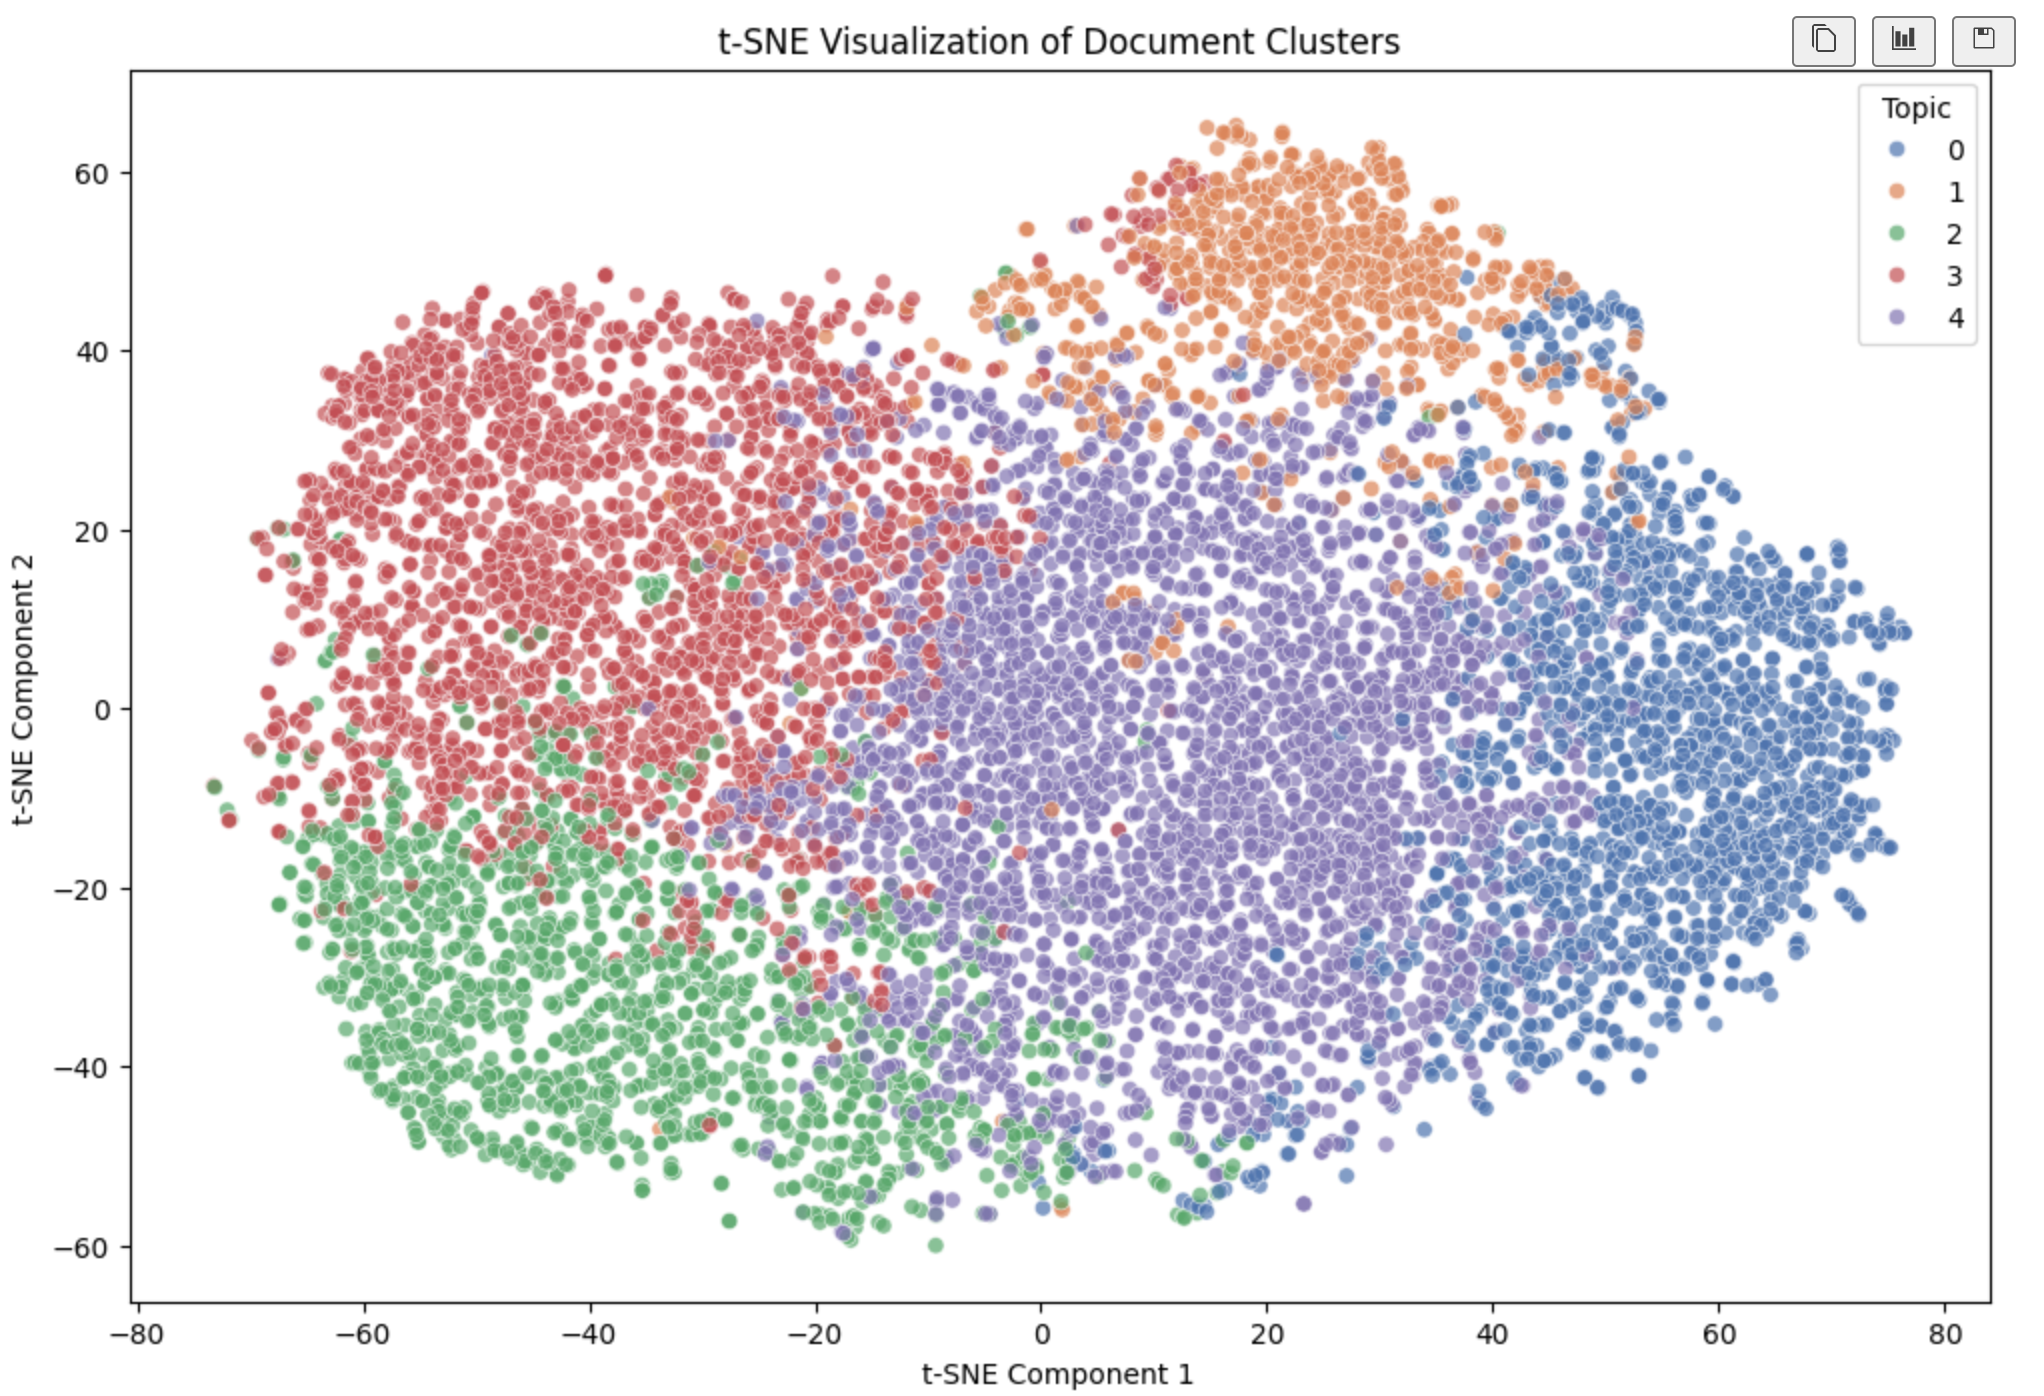 t-SNE Visualization of Document Clusters
Topic
0
1
2
3
4
60
40
20
0
−20
−40
−60
t-SNE Component 2
−80 −60 −40 −20 0 20 40 60 80
t-SNE Component 1